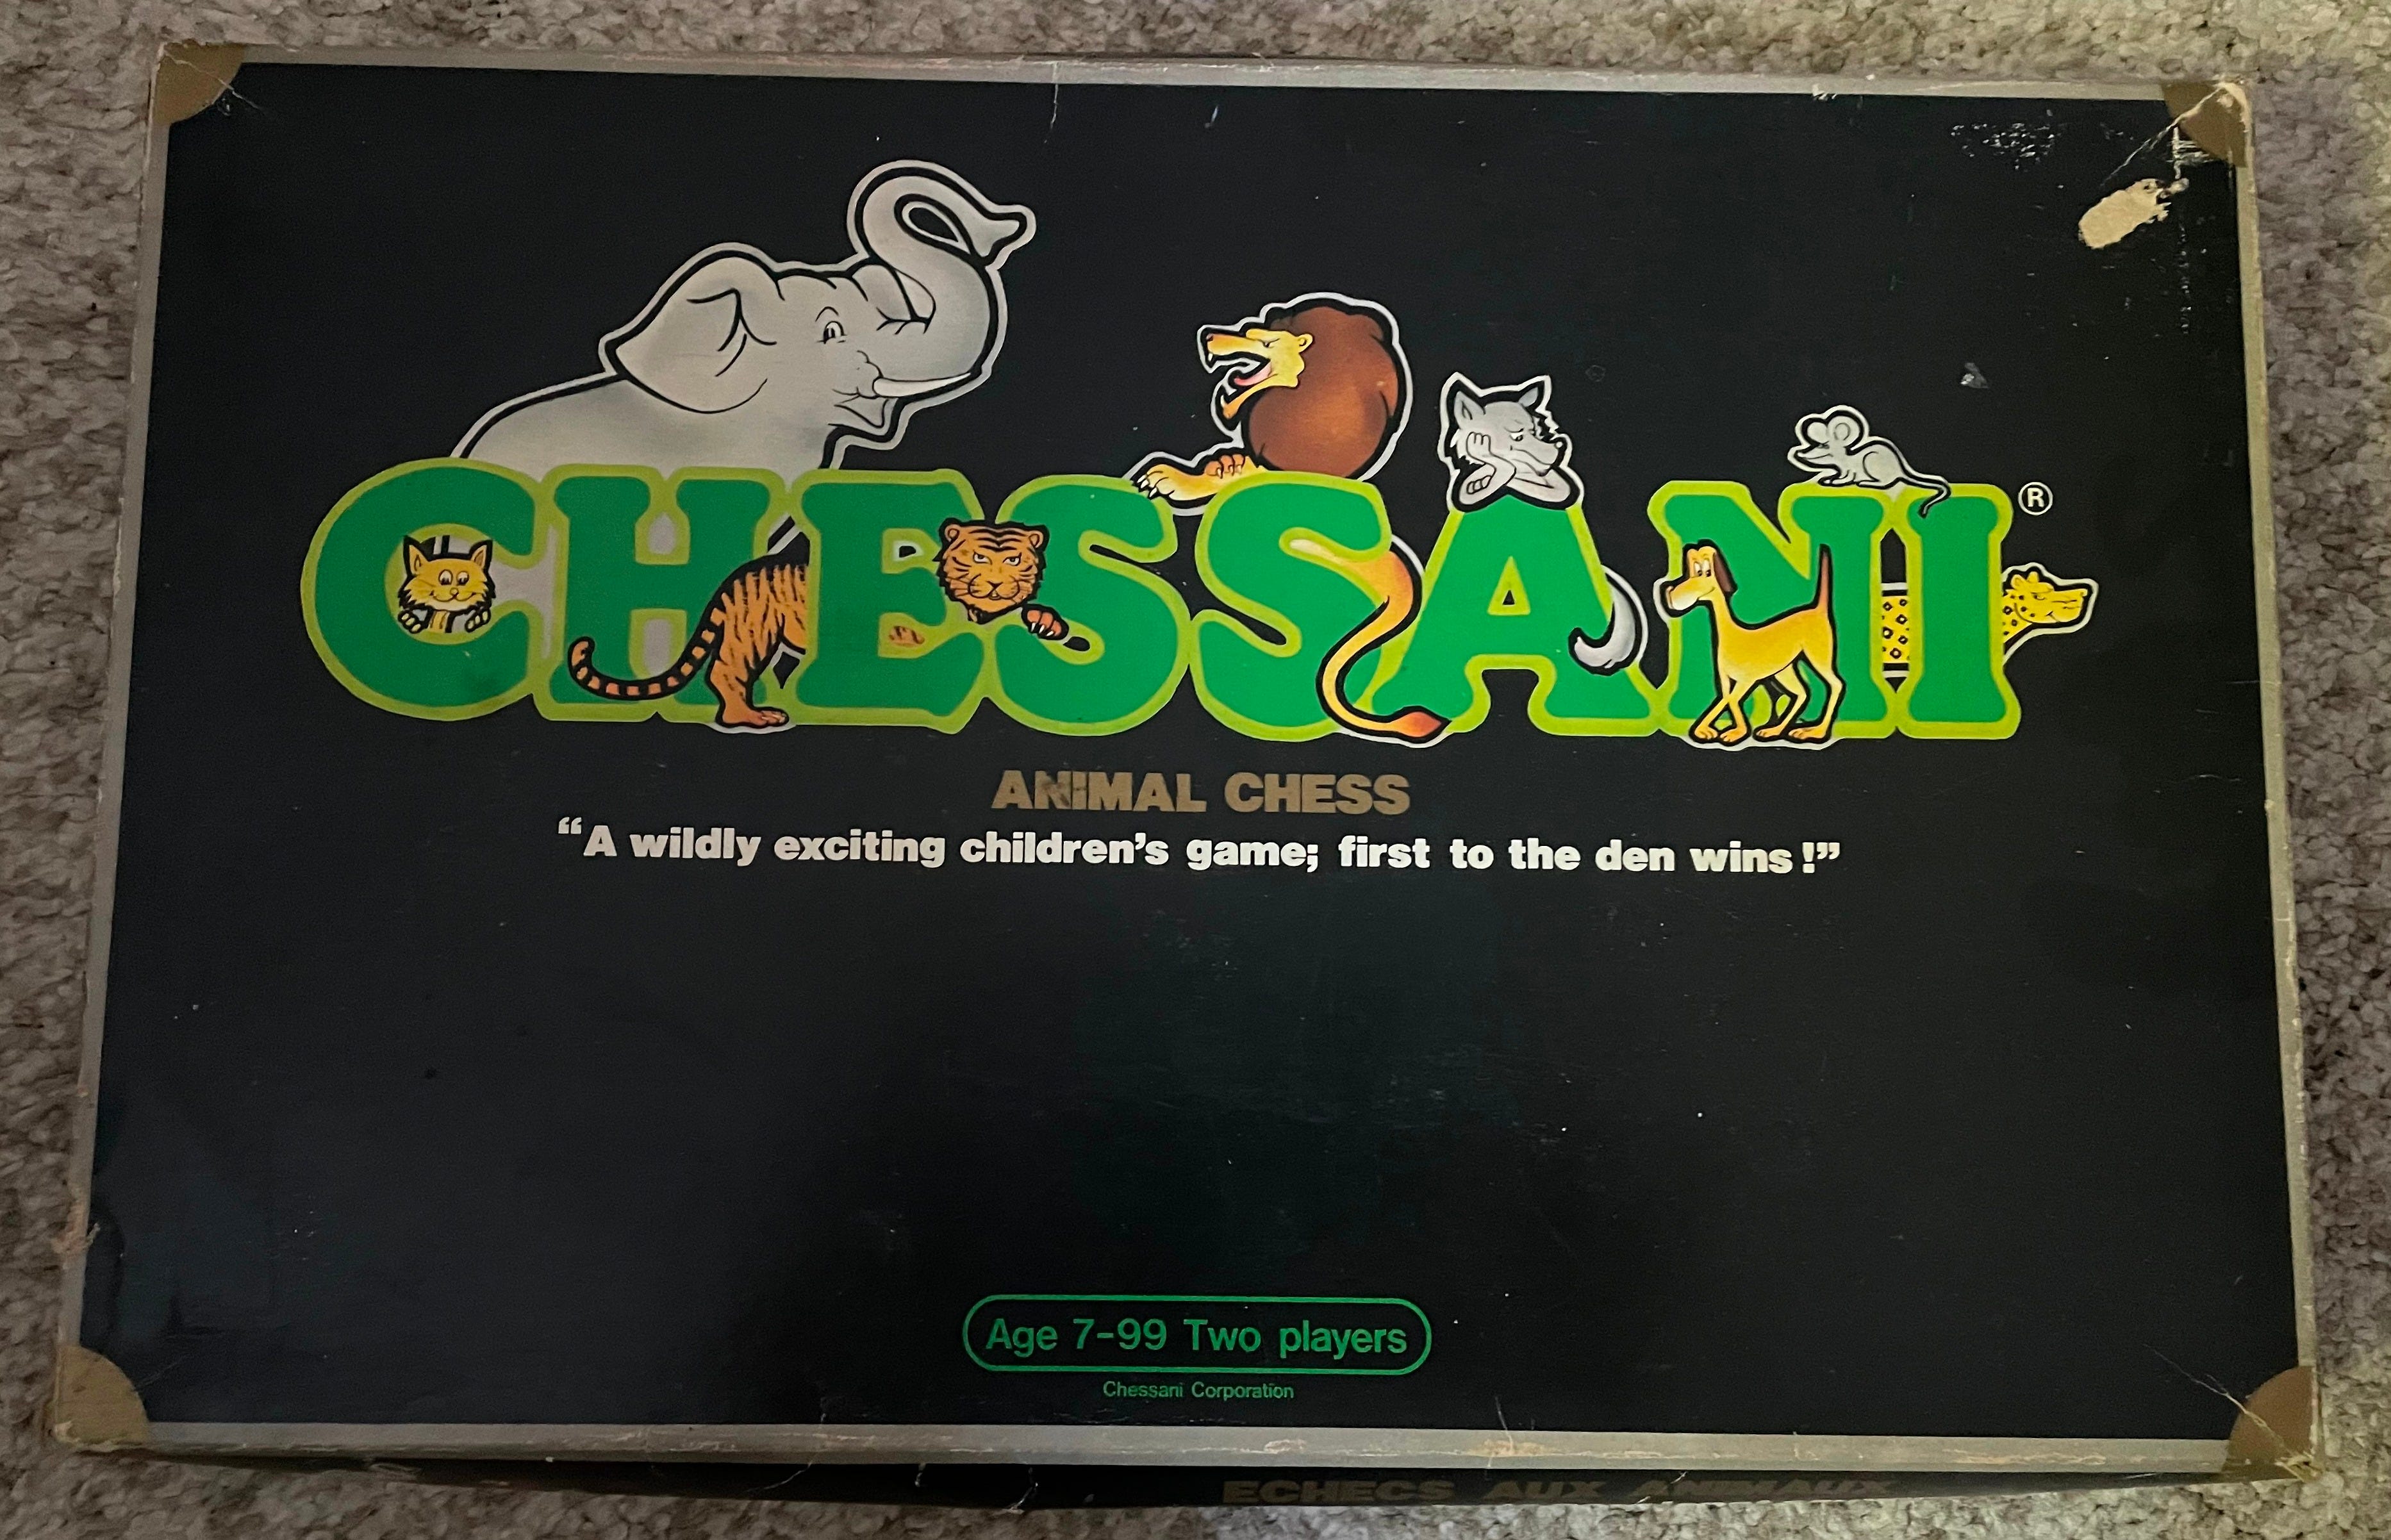 CHESSANI®
ANIMAL CHESS
“A wildly exciting children’s game; first to the den wins!”
Age 7-99 Two players
Chessani Corporation
ECHECS AUX ANIMAUX